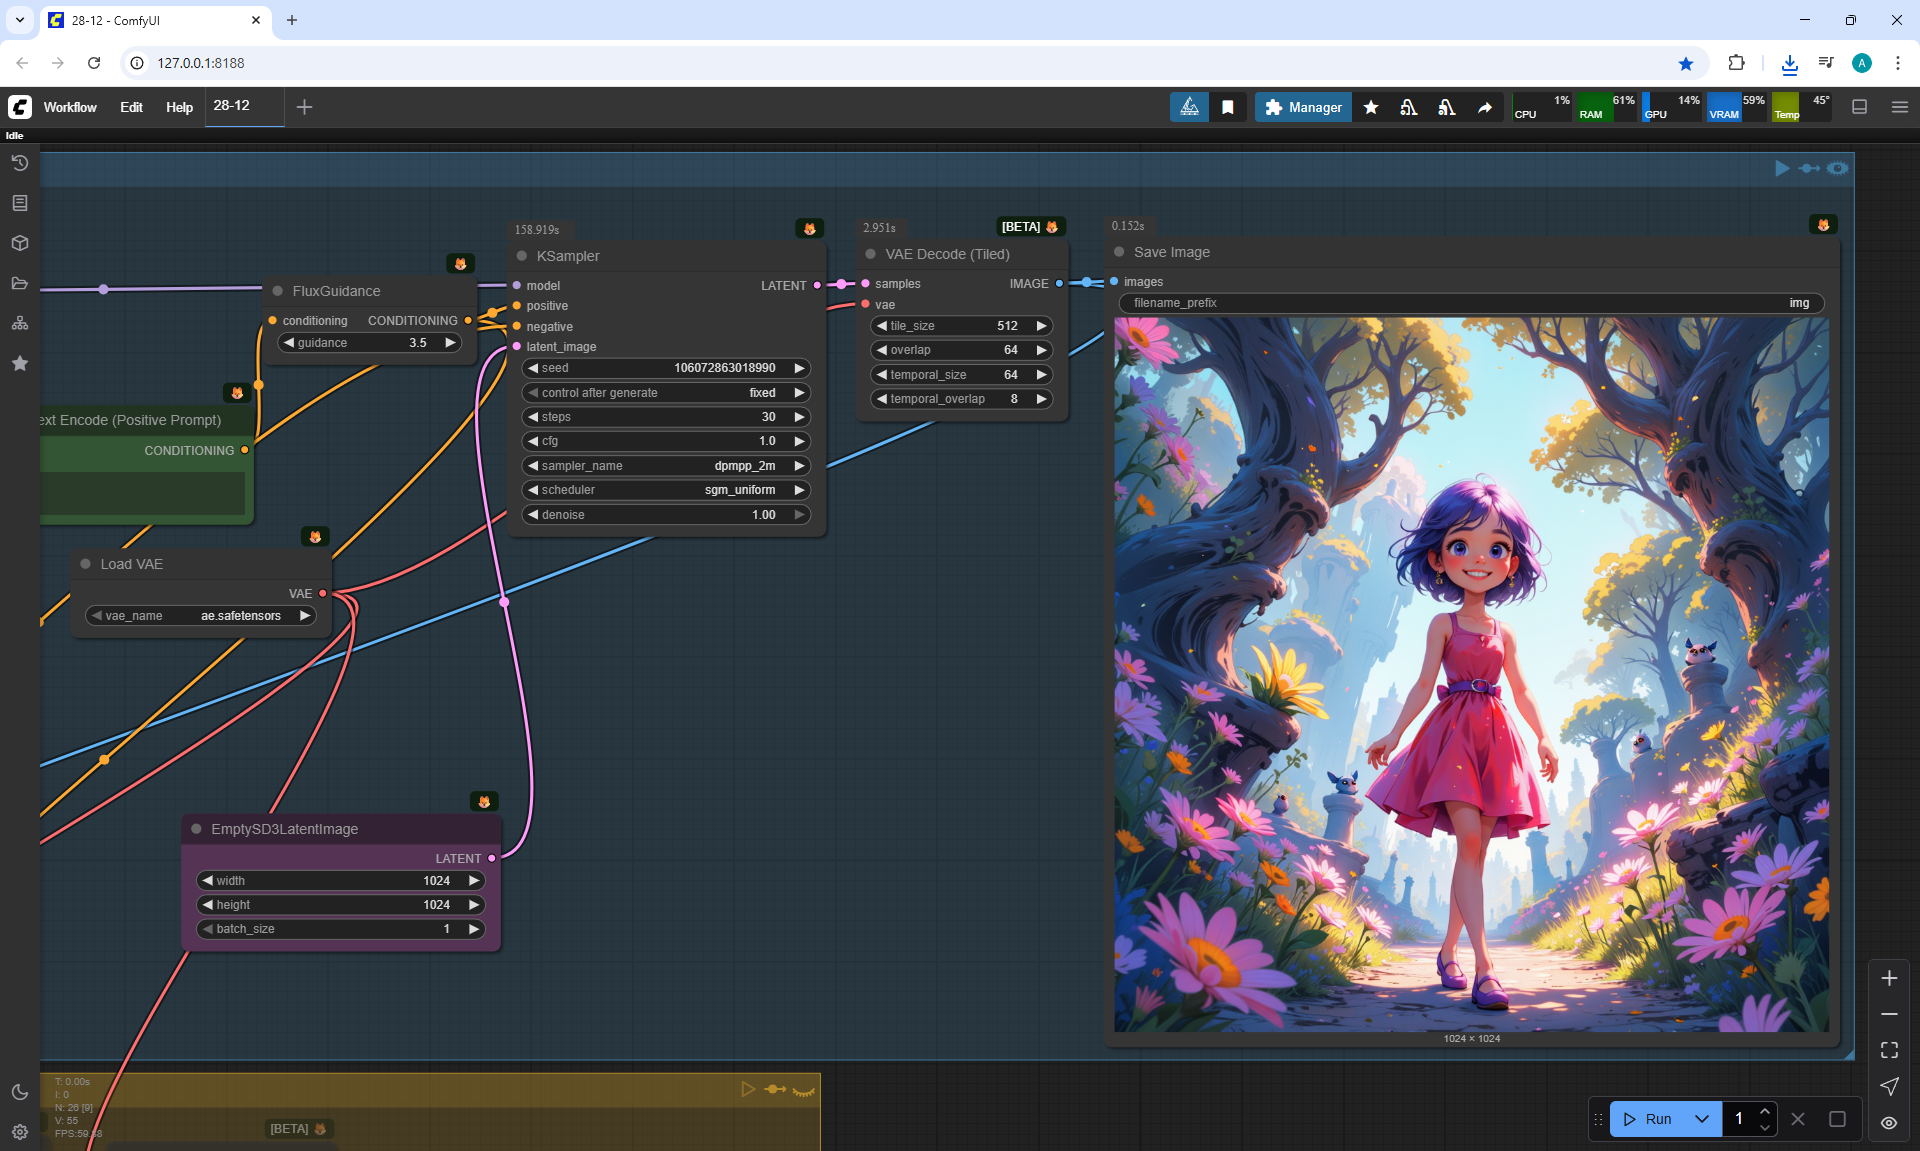 28-12 - ComfyUI
127.0.0.1:8188
A
Workflow Edit Help 28-12
Manager
CPU 1% RAM 61% GPU 14% VRAM 59% Temp 45°
Idle
158.919s
2.951s
[BETA]
0.152s
KSampler
VAE Decode (Tiled)
Save Image
FluxGuidance
model LATENT
samples IMAGE
images
conditioning CONDITIONING
positive
vae
filename_prefix img
negative
guidance 3.5
latent_image
tile_size 512
overlap 64
temporal_size 64
temporal_overlap 8
seed 106072863018990
control after generate fixed
steps 30
cfg 1.0
sampler_name dpmpp_2m
scheduler sgm_uniform
denoise 1.00
ext Encode (Positive Prompt)
CONDITIONING
Load VAE
VAE
vae_name ae.safetensors
EmptySD3LatentImage
LATENT
width 1024
height 1024
batch_size 1
1024 × 1024
T: 0.00s
I: 0
N: 26 [9]
V: 55
[BETA]
Run 1